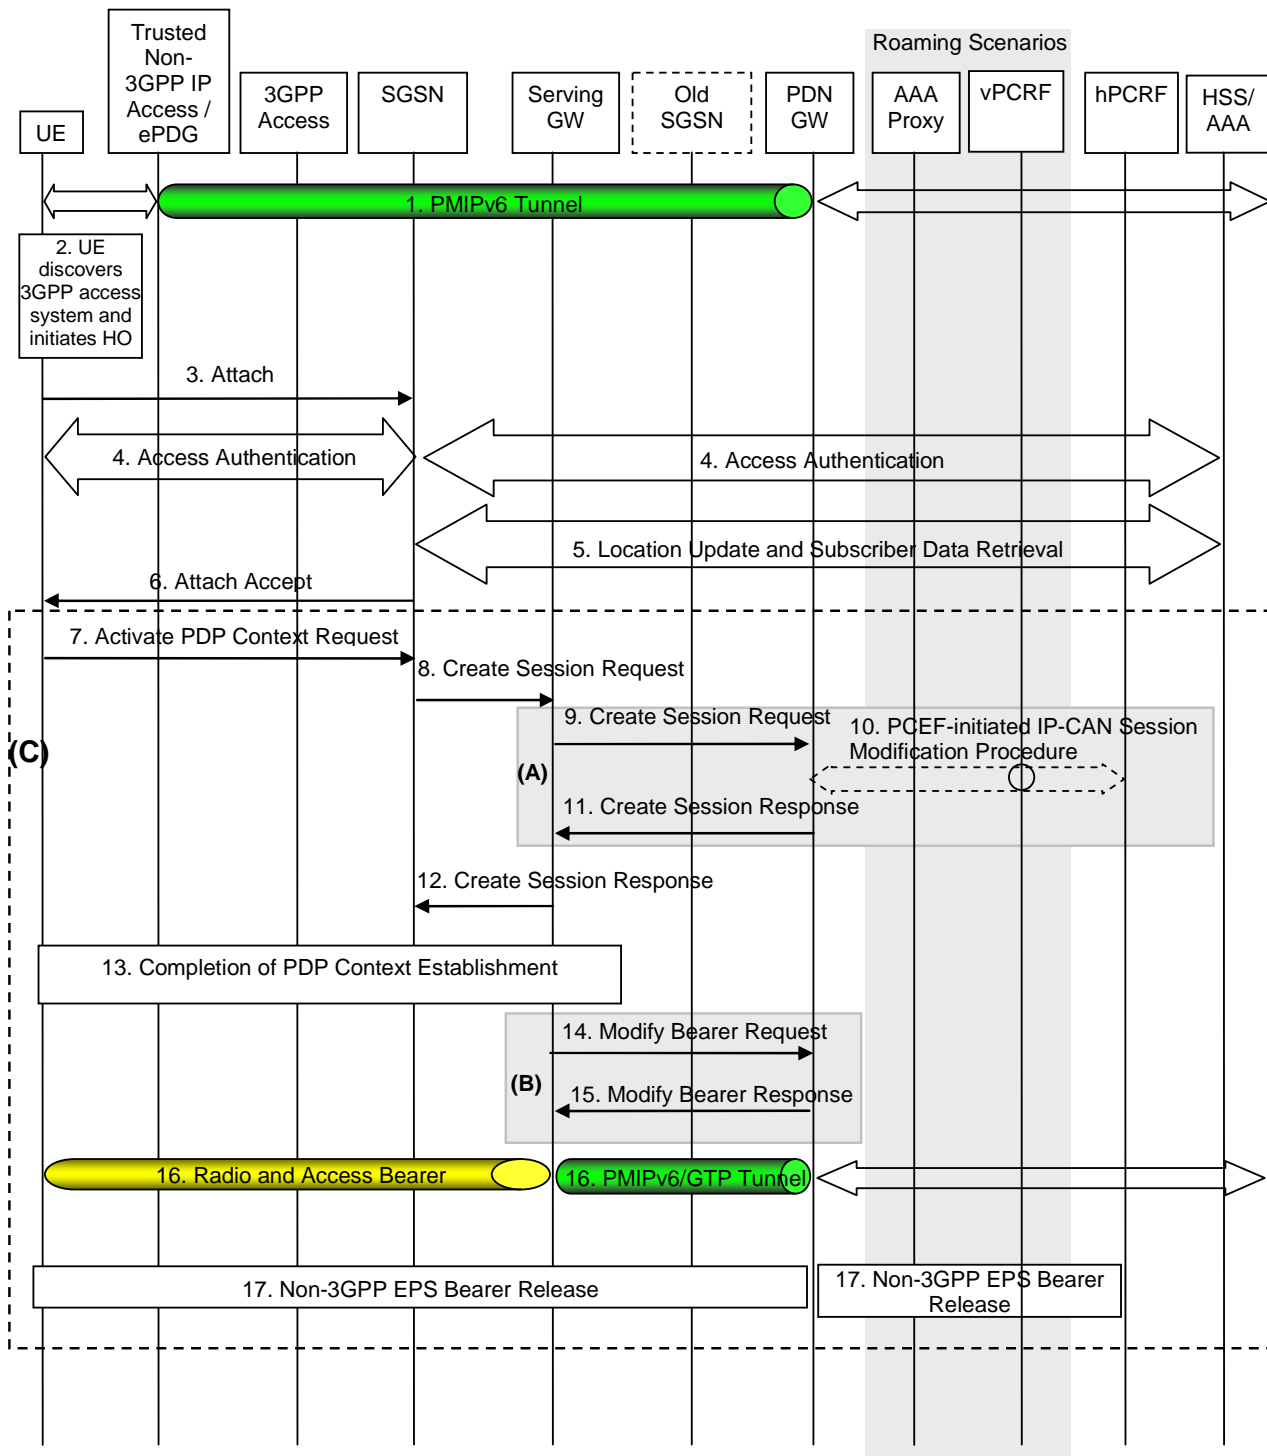 Roaming Scenarios
UE
Trusted
Non-
3GPP IP
Access /
ePDG
3GPP
Access
SGSN
Serving
GW
Old
SGSN
PDN
GW
AAA
Proxy
vPCRF
hPCRF
HSS/
AAA
1. PMIPv6 Tunnel
2. UE
discovers
3GPP access
system and
initiates HO
3. Attach
4. Access Authentication
4. Access Authentication
5. Location Update and Subscriber Data Retrieval
6. Attach Accept
7. Activate PDP Context Request
8. Create Session Request
(C)
9. Create Session Request
10. PCEF-initiated IP-CAN Session
Modification Procedure
(A)
11. Create Session Response
12. Create Session Response
13. Completion of PDP Context Establishment
14. Modify Bearer Request
(B)
15. Modify Bearer Response
16. Radio and Access Bearer
16. PMIPv6/GTP Tunnel
17. Non-3GPP EPS Bearer Release
17. Non-3GPP EPS Bearer
Release